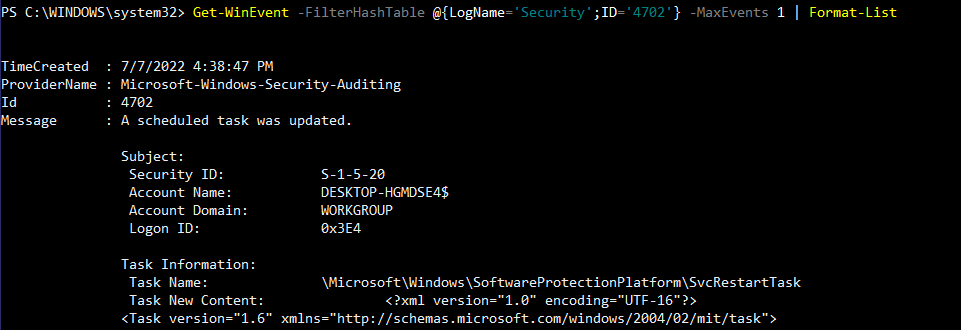 PS C:\WINDOWS\system32> Get-WinEvent -FilterHashTable @{LogName='Security';ID='4702'} -MaxEvents 1 | Format-List
TimeCreated  : 7/7/2022 4:38:47 PM
ProviderName : Microsoft-Windows-Security-Auditing
Id           : 4702
Message      : A scheduled task was updated.
Subject:
Security ID: S-1-5-20
Account Name: DESKTOP-HGMDSE4$
Account Domain: WORKGROUP
Logon ID: 0x3E4
Task Information:
Task Name: \Microsoft\Windows\SoftwareProtectionPlatform\SvcRestartTask
Task New Content: <?xml version="1.0" encoding="UTF-16"?>
<Task version="1.6" xmlns="http://schemas.microsoft.com/windows/2004/02/mit/task">